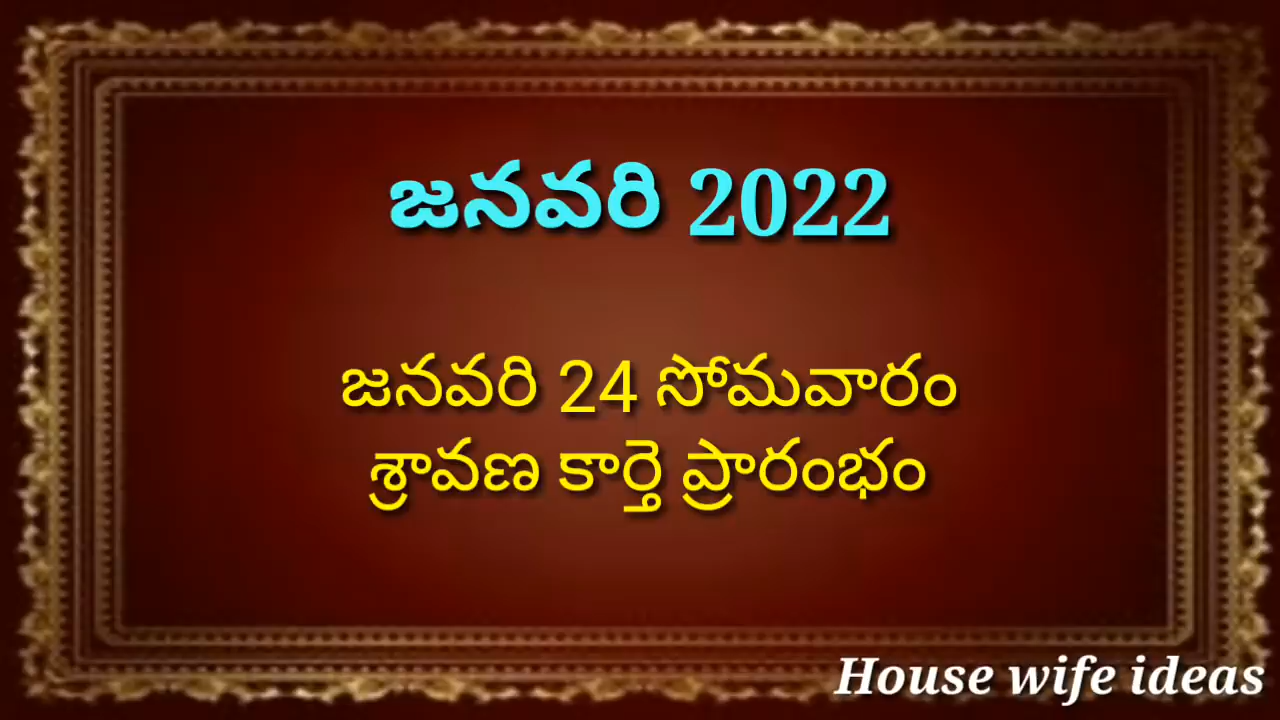 జనవరి 2022
జనవరి 24 సోమవారం
శ్రావణ కార్తె ప్రారంభం
House wife ideas